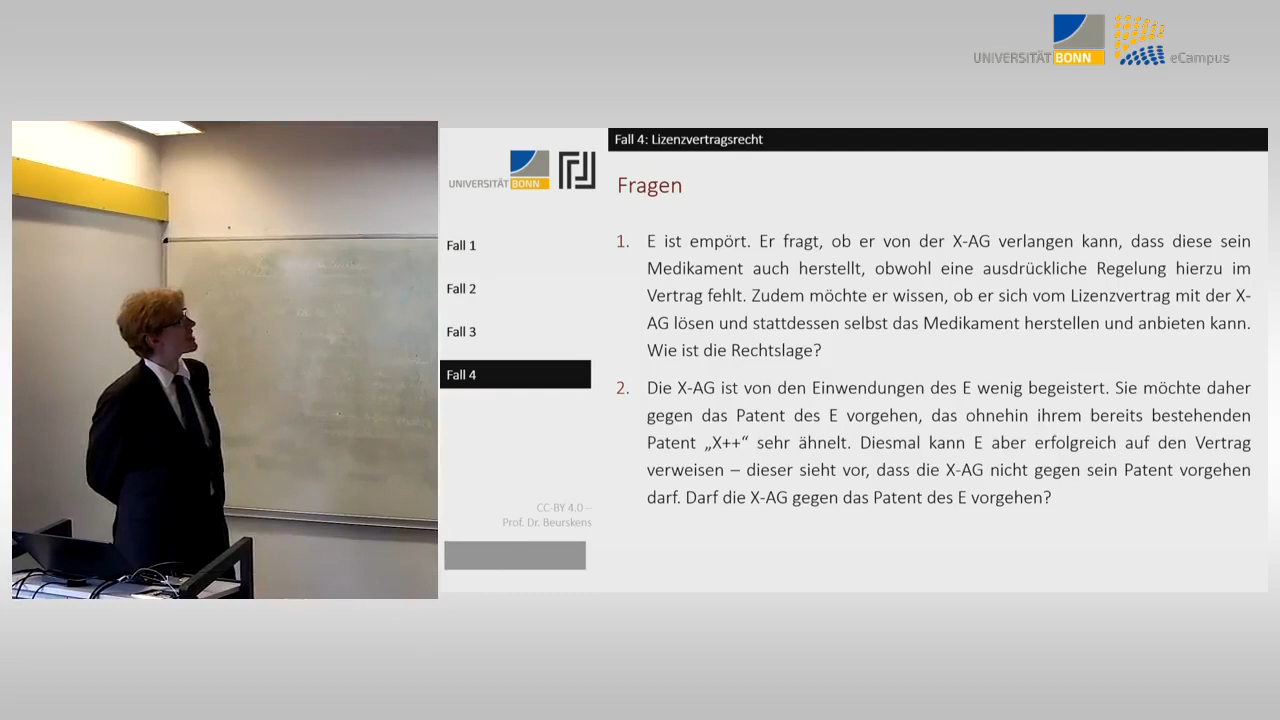 UNIVERSITÄT BONN
eCampus
UNIVERSITÄT BONN
Fall 1
Fall 2
Fall 3
Fall 4
CC-BY 4.0 –
Prof. Dr. Beurskens
Fall 4: Lizenzvertragsrecht
Fragen
1. E ist empört. Er fragt, ob er von der X-AG verlangen kann, dass diese sein
Medikament auch herstellt, obwohl eine ausdrückliche Regelung hierzu im
Vertrag fehlt. Zudem möchte er wissen, ob er sich vom Lizenzvertrag mit der X-
AG lösen und stattdessen selbst das Medikament herstellen und anbieten kann.
Wie ist die Rechtslage?
2. Die X-AG ist von den Einwendungen des E wenig begeistert. Sie möchte daher
gegen das Patent des E vorgehen, das ohnehin ihrem bereits bestehenden
Patent „X++“ sehr ähnelt. Diesmal kann E aber erfolgreich auf den Vertrag
verweisen – dieser sieht vor, dass die X-AG nicht gegen sein Patent vorgehen
darf. Darf die X-AG gegen das Patent des E vorgehen?